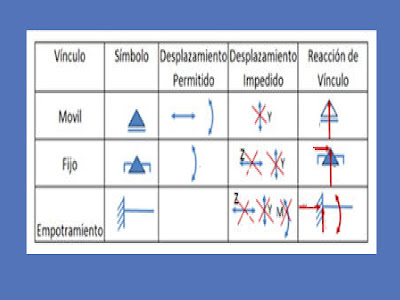 Vínculo Símbolo Desplazamiento Permitido Desplazamiento Impedido Reacción de Vínculo
Movil Y
Fijo Z Y
Empotramiento Z Y M